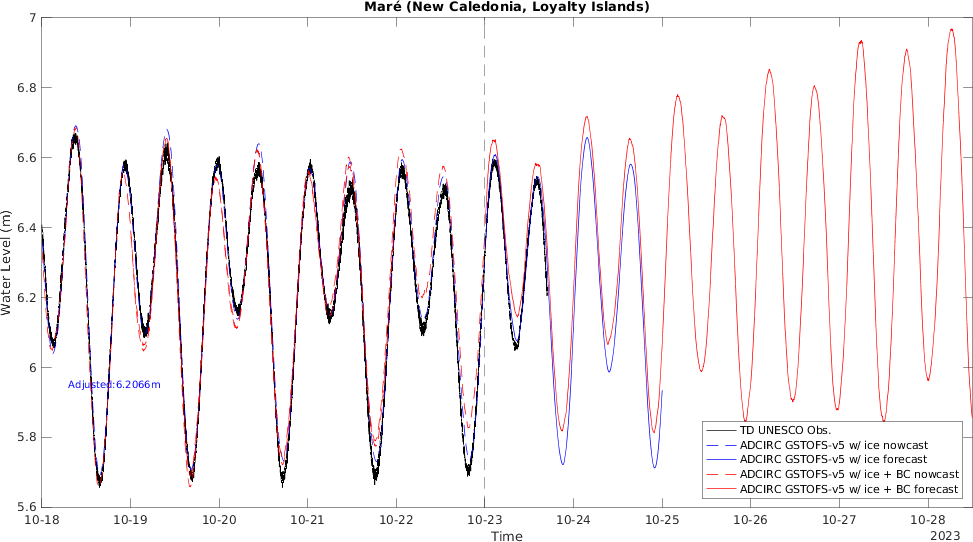 Maré (New Caledonia, Loyalty Islands)
7
6.8
6.6
6.4
6.2
6
5.8
5.6
Water Level (m)
Adjusted:6.2066m
TD UNESCO Obs.
ADCIRC GSTOFS-v5 w/ ice nowcast
ADCIRC GSTOFS-v5 w/ ice forecast
ADCIRC GSTOFS-v5 w/ ice + BC nowcast
ADCIRC GSTOFS-v5 w/ ice + BC forecast
10-18 10-19 10-20 10-21 10-22 10-23 10-24 10-25 10-26 10-27 10-28
2023
Time